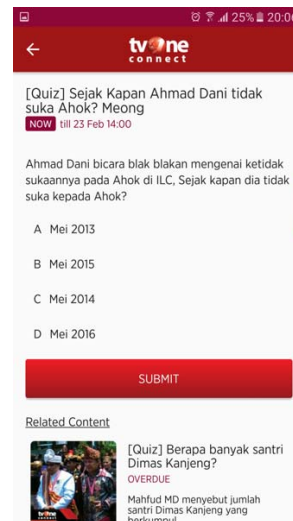 25% 20:06
tvOne
connect
[Quiz] Sejak Kapan Ahmad Dani tidak
suka Ahok? Meong
NOW till 23 Feb 14:00
Ahmad Dani bicara blak blakan mengenai ketidak
sukaannya pada Ahok di ILC, Sejak kapan dia tidak
suka kepada Ahok?
A Mei 2013
B Mei 2015
C Mei 2014
D Mei 2016
SUBMIT
Related Content
[Quiz] Berapa banyak santri
Dimas Kanjeng?
OVERDUE
Mahfud MD menyebut jumlah
santri Dimas Kanjeng yang
berkumpul